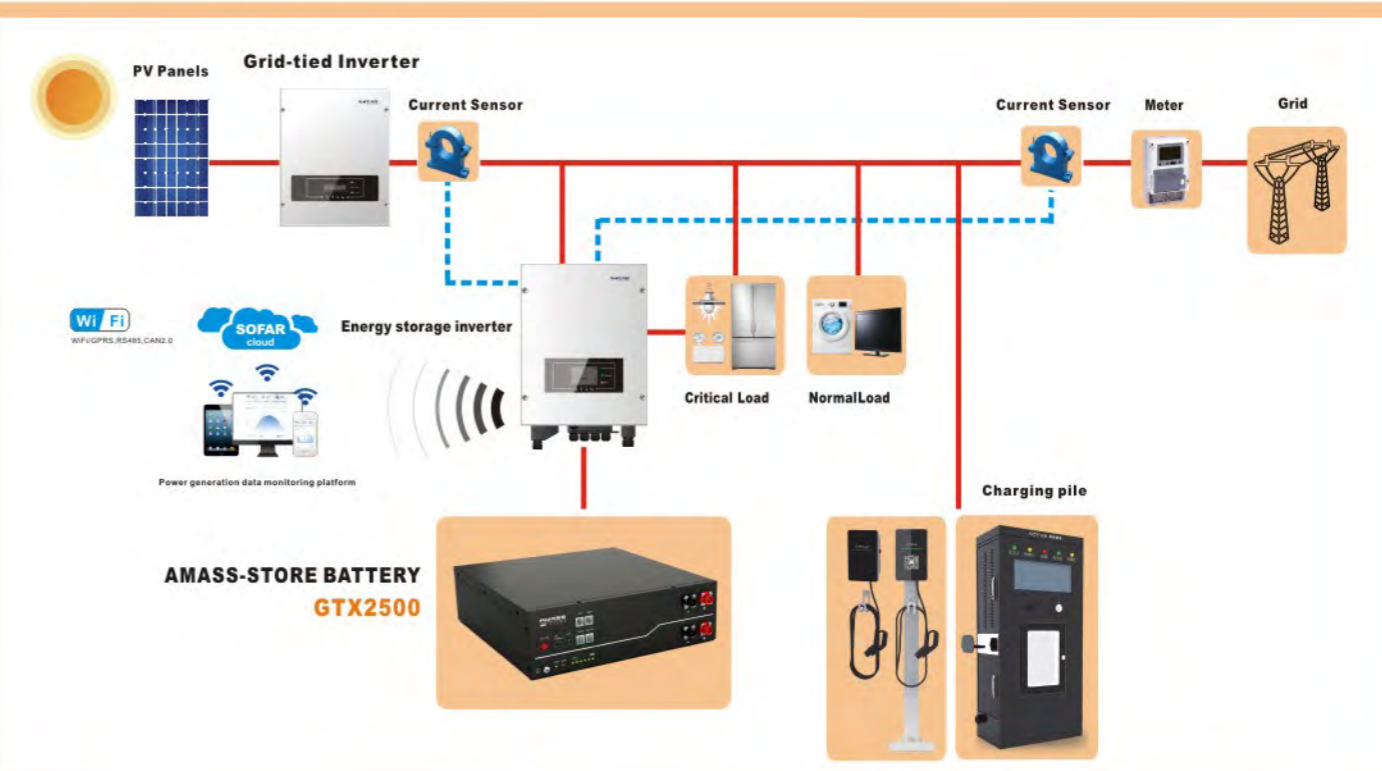 PV Panels
Grid-tied Inverter
Current Sensor
Current Sensor
Meter
Grid
Wi Fi
WiFi/GPRS,RS485,CAN2.0
SOFAR
cloud
Energy storage inverter
Critical Load
NormalLoad
Power generation data monitoring platform
Charging pile
AMASS-STORE BATTERY
GTX2500